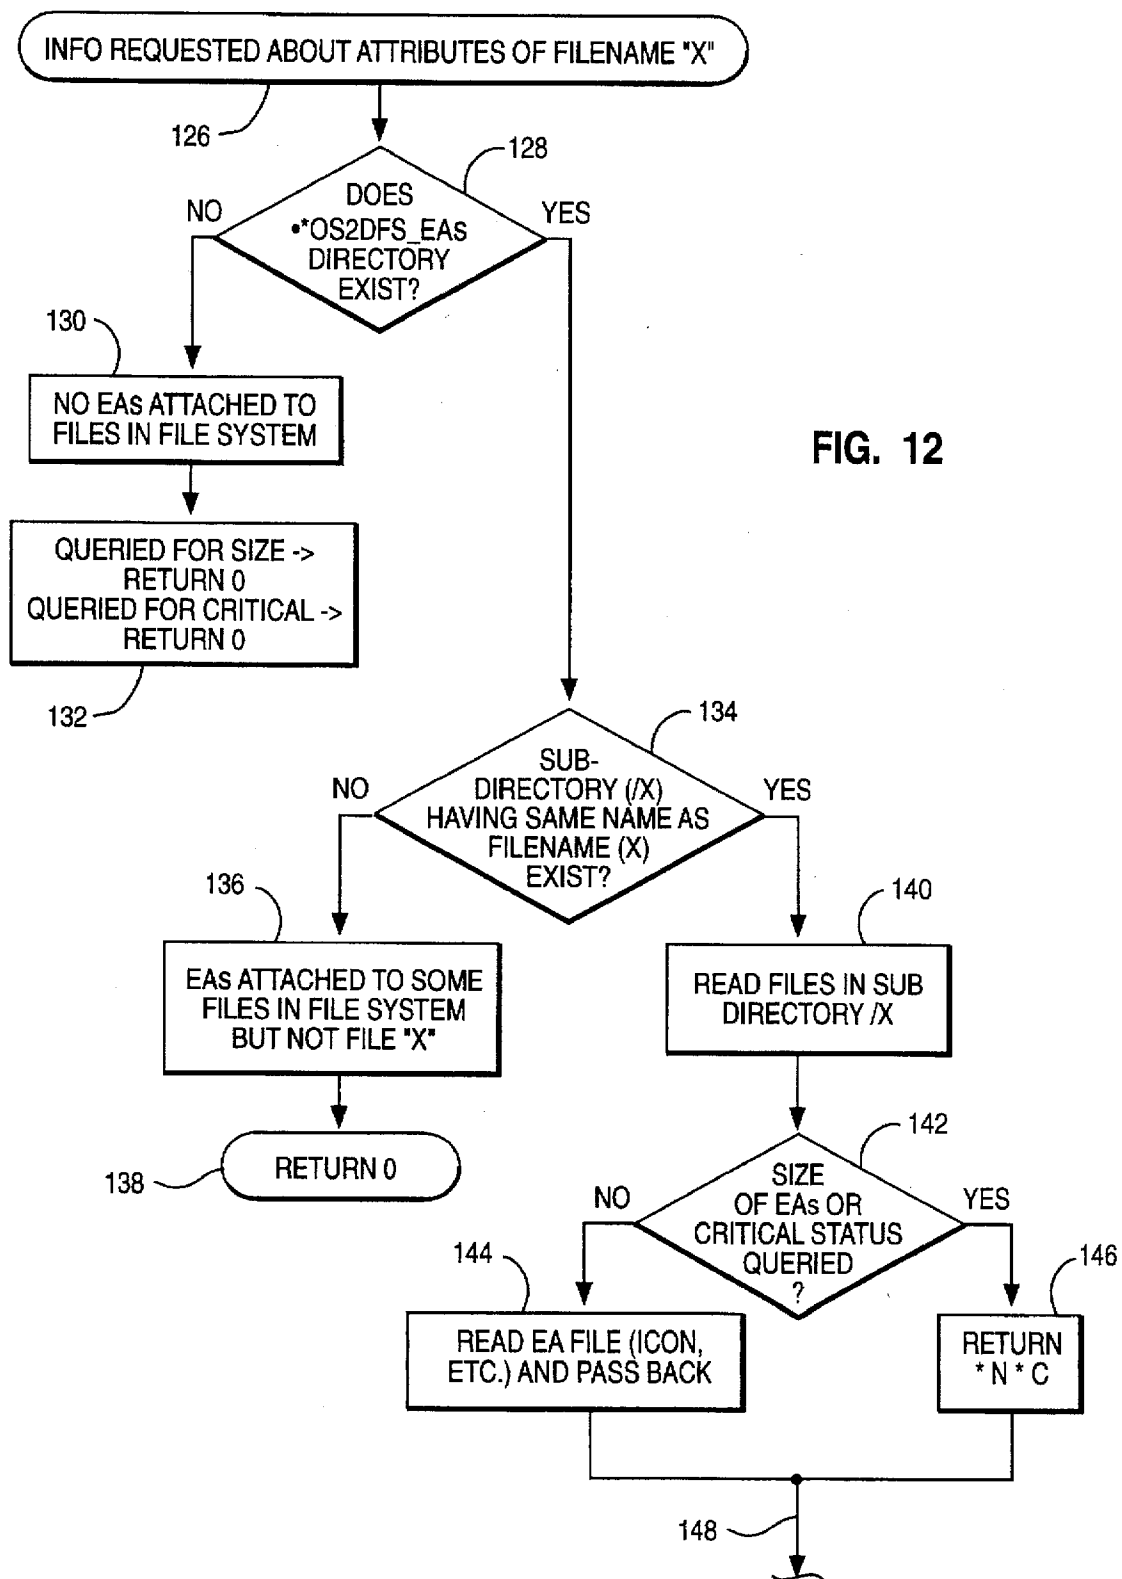 INFO REQUESTED ABOUT ATTRIBUTES OF FILENAME "X"
126
128
DOES
•*OS2DFS_EAs
DIRECTORY
EXIST?
NO
YES
130
NO EAs ATTACHED TO
FILES IN FILE SYSTEM
FIG. 12
QUERIED FOR SIZE ->
RETURN 0
QUERIED FOR CRITICAL ->
RETURN 0
132
134
SUB-
DIRECTORY (/X)
HAVING SAME NAME AS
FILENAME (X)
EXIST?
NO
YES
136
EAs ATTACHED TO SOME
FILES IN FILE SYSTEM
BUT NOT FILE "X"
140
READ FILES IN SUB
DIRECTORY /X
138
RETURN 0
142
SIZE
OF EAs OR
CRITICAL STATUS
QUERIED
?
NO
YES
144
READ EA FILE (ICON,
ETC.) AND PASS BACK
146
RETURN
* N * C
148